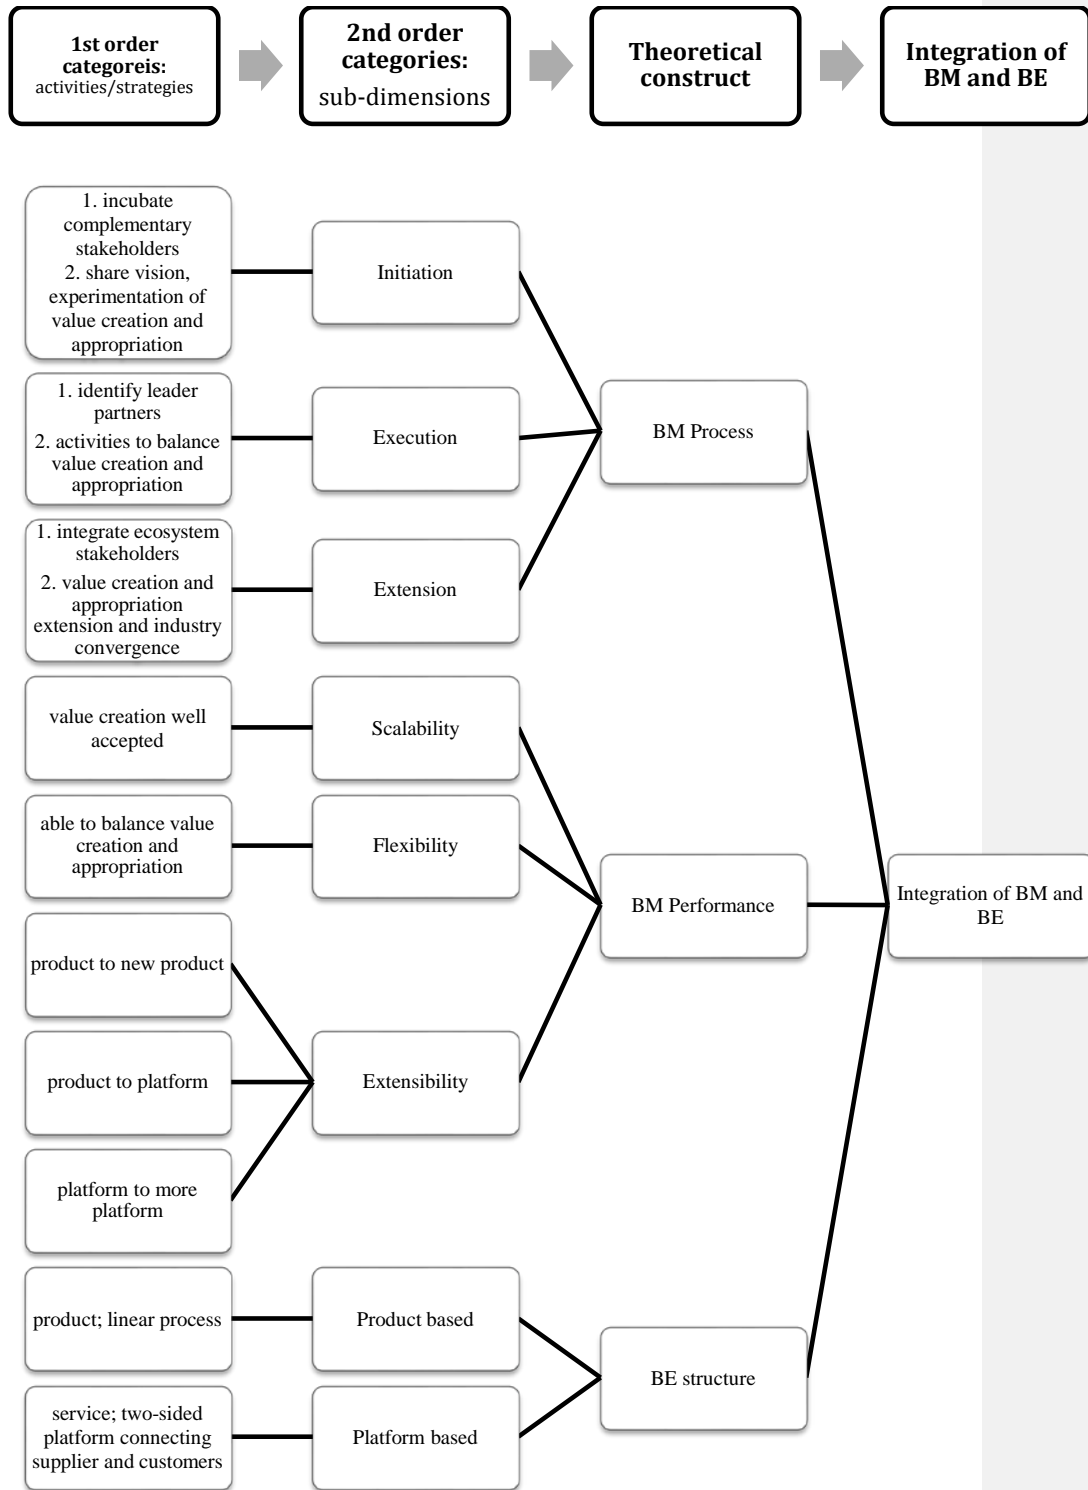 1st order
categoreis:
activities/strategies
2nd order
categories:
sub-dimensions
Theoretical
construct
Integration of
BM and BE
1. incubate
complementary
stakeholders
2. share vision,
experimentation of
value creation and
appropriation
Initiation
1. identify leader
partners
2. activities to balance
value creation and
appropriation
Execution
BM Process
1. integrate ecosystem
stakeholders
2. value creation and
appropriation
extension and industry
convergence
Extension
value creation well
accepted
Scalability
able to balance value
creation and
appropriation
Flexibility
BM Performance
Integration of BM and
BE
product to new product
product to platform
Extensibility
platform to more
platform
product; linear process
Product based
BE structure
service; two-sided
platform connecting
supplier and customers
Platform based